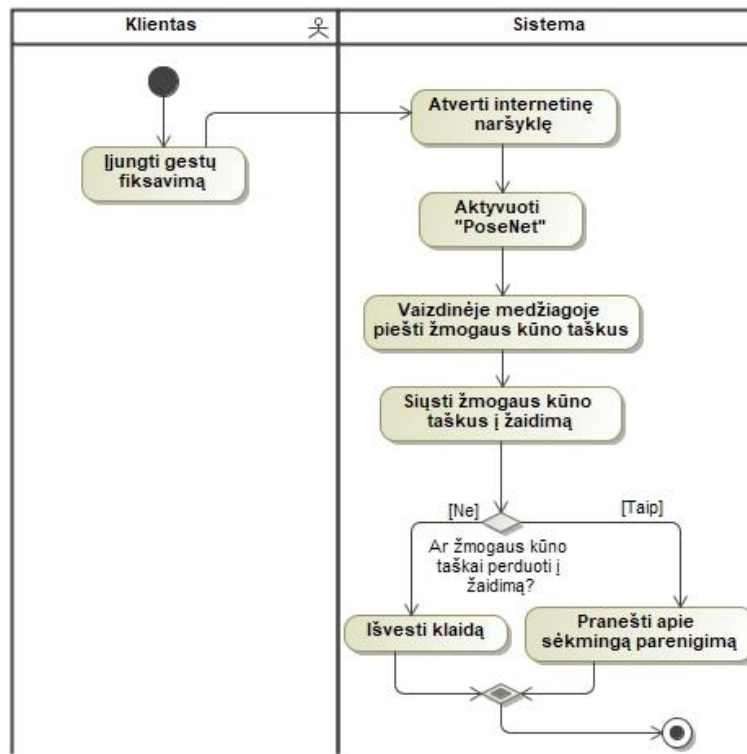 Klientas
Sistema
Atverti internetinę
naršyklę
Įjungti gestų
fiksavimą
Aktyvuoti
"PoseNet"
Vaizdinėje medžiagoje
piešti žmogaus kūno taškus
Siųsti žmogaus kūno
taškus į žaidimą
[Ne]
[Taip]
Ar žmogaus kūno
taškai perduoti į
žaidimą?
Išvesti klaidą
Pranešti apie
sėkmingą parenigimą